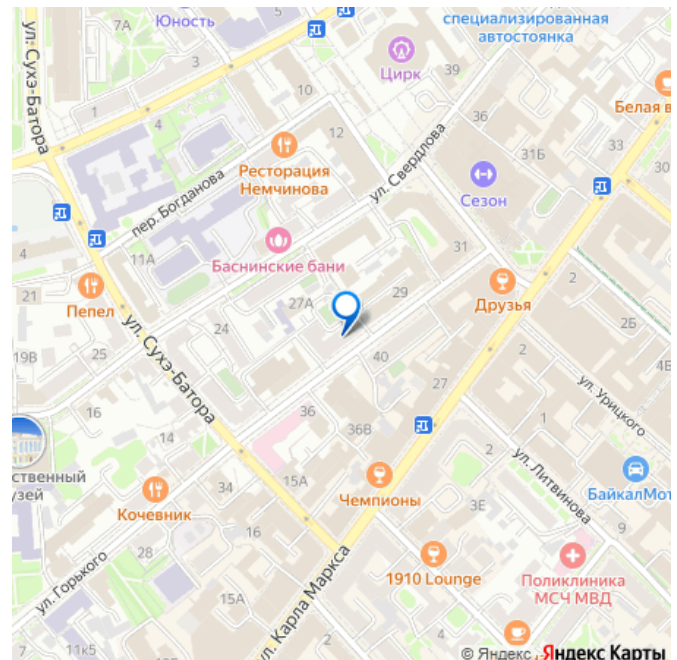 Юность
7А
5
специализированная
автостоянка
ул. Сухэ-Батора
Цирк
39
36
Белая в
1
10
4
12
Ресторация
Немчинова
пер. Богданова
ул. Свердлова
31Б
33
30
Сезон
4
11А
Баснинские бани
31
21
Пепел
27А
29
Друзья
2
2Б
19В
25
24
ул. Сухэ-Батора
40
2
4Б
16
36
27
ул. Урицкого
14
36В
1
ственный
узей
2
ул. Литвинова
34
15А
Чемпионы
БайкалМот
Кочевник
3Е
9
16
28
1910 Lounge
Поликлиника
МСЧ МВД
ул. Горького
15А
ул. Карла Маркса
7
11к5
2
© Яндекс Яндекс Карты